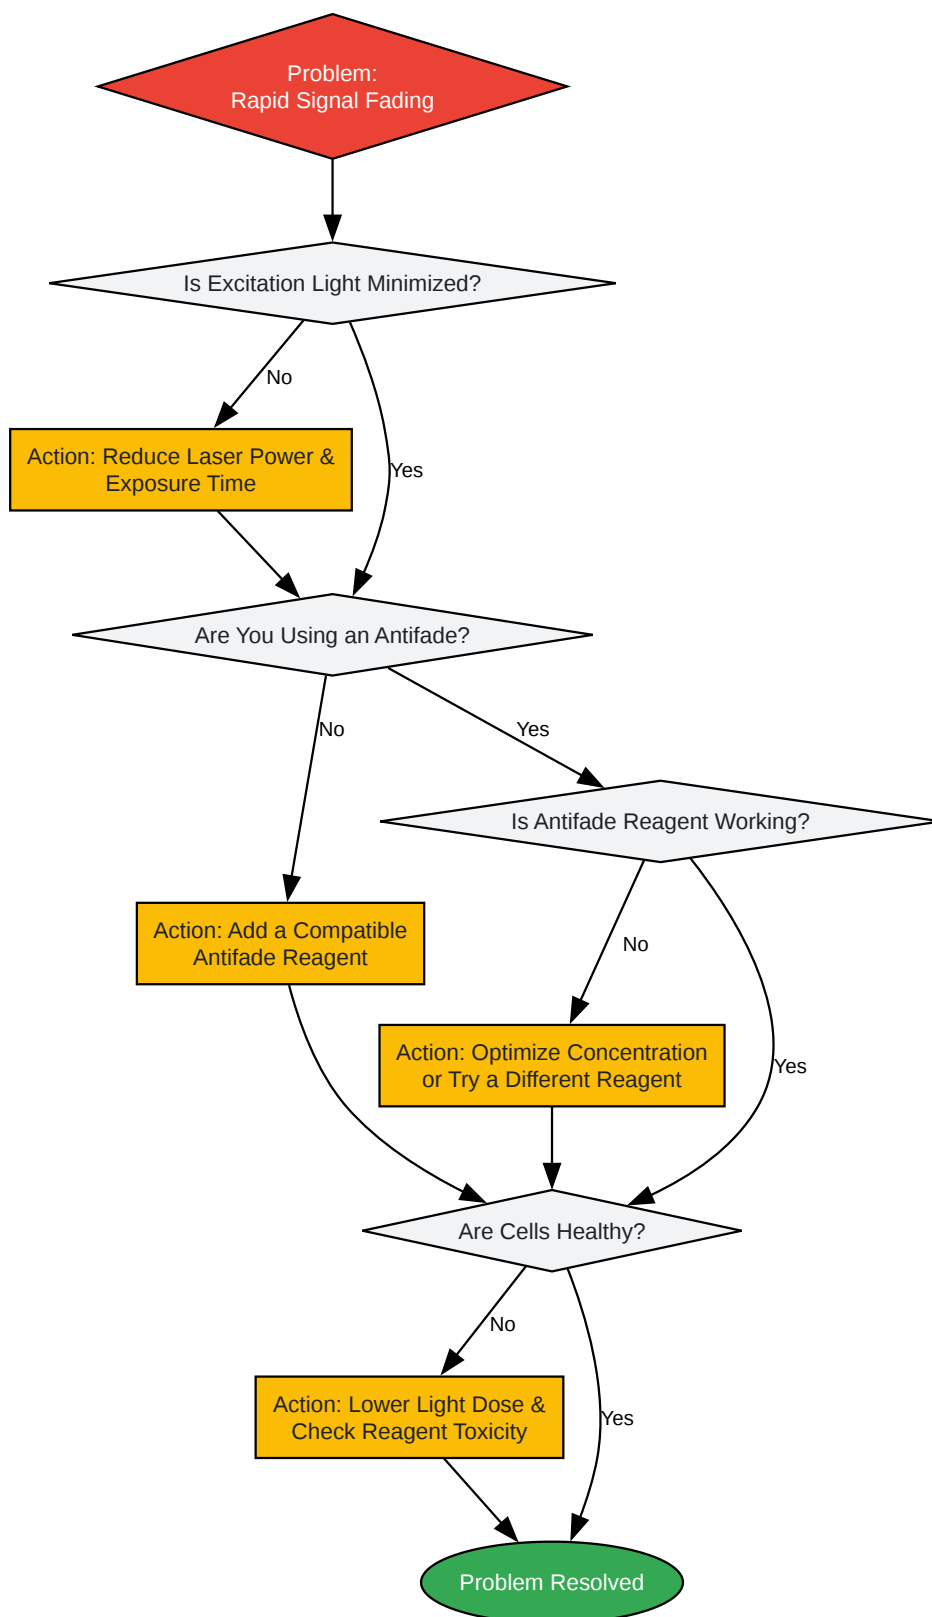 Problem:
Rapid Signal Fading
Is Excitation Light Minimized?
No
Action: Reduce Laser Power &
Exposure Time
Yes
Are You Using an Antifade?
No
Yes
Is Antifade Reagent Working?
Action: Add a Compatible
Antifade Reagent
No
Action: Optimize Concentration
or Try a Different Reagent
Yes
Are Cells Healthy?
No
Action: Lower Light Dose &
Check Reagent Toxicity
Yes
Problem Resolved